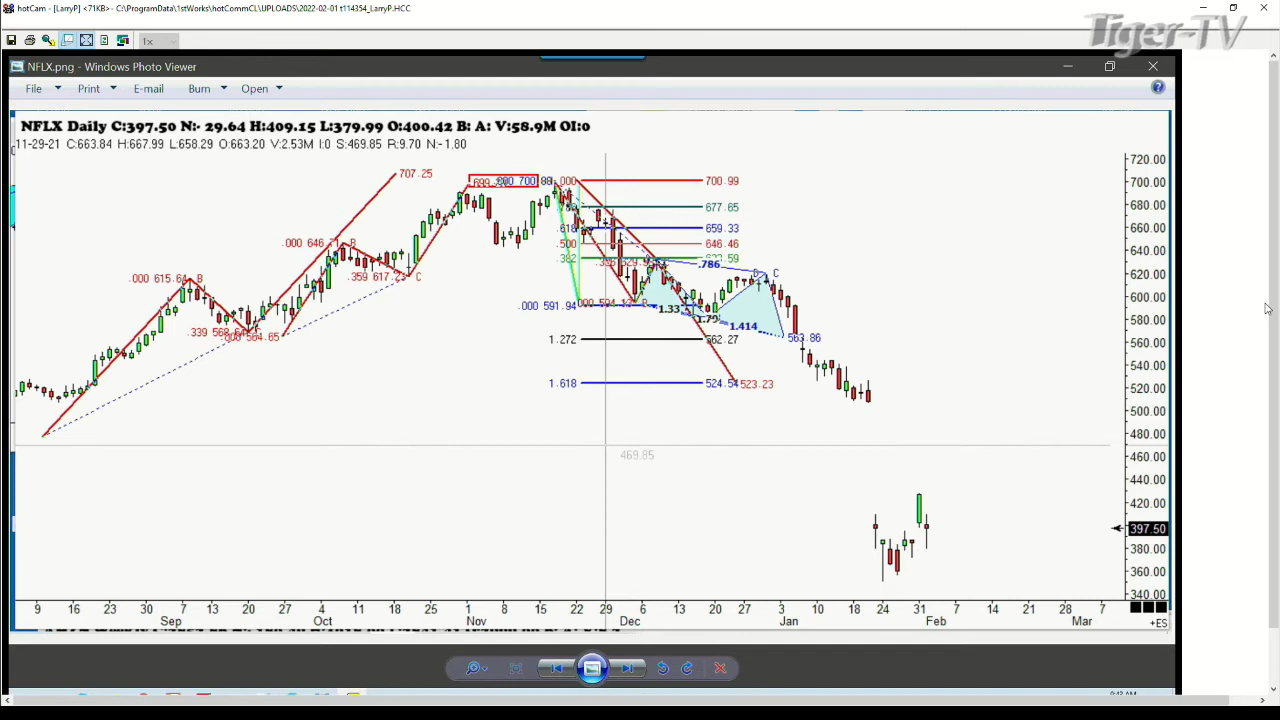 hotCam - [LarryP] <71KB> - C:\ProgramData\1stWorks\hotCommCL\UPLOADS\2022-02-01 t114354_LarryP.HCC
Tiger-TV
1x
NFLX.png - Windows Photo Viewer
File Print E-mail Burn Open
NFLX Daily C:397.50 N:- 29.64 H:409.15 L:379.99 O:400.42 B: A: V:58.9M OI:0
11-29-21 C:663.84 H:667.99 L:658.29 O:663.20 V:2.53M I:0 S:469.85 R:9.70 N:- 1.80
707.25
700.99
677.65
.618 659.33
.500 646.46
.382
.786
.000 646.71 B
.000 615.64 B
.359 617.23 C
.000 591.94
1.33
1.414
563.86
1.272 562.27
1.618 524.54 523.23
469.85
720.00
700.00
680.00
660.00
640.00
620.00
600.00
580.00
560.00
540.00
520.00
500.00
480.00
460.00
440.00
420.00
397.50
380.00
360.00
340.00
9 16 23 30 7 13 20 27 4 11 18 25 1 8 15 22 29 6 13 20 27 3 10 18 24 31 7 14 21 28 7
Sep Oct Nov Dec Jan Feb Mar
+ES